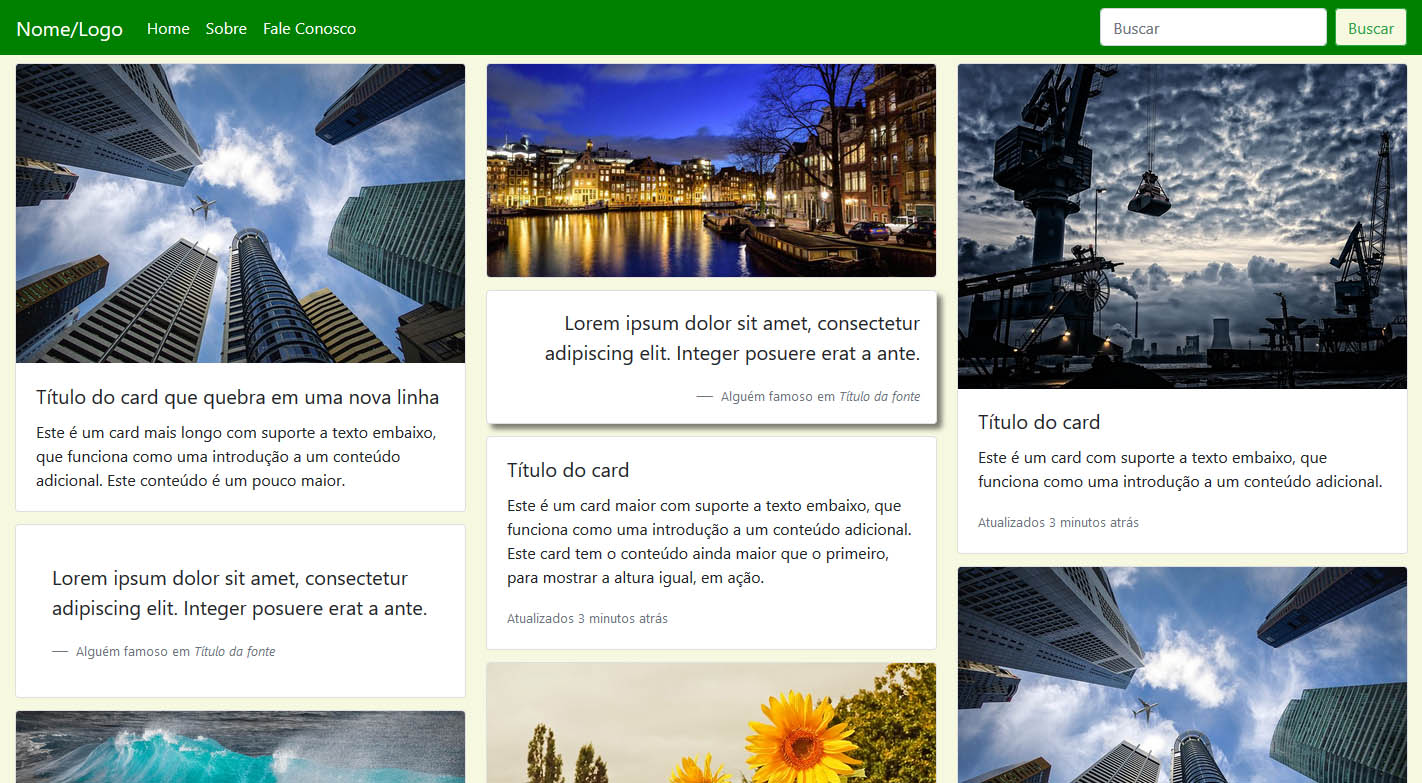 Nome/Logo Home Sobre Fale Conosco Buscar Buscar
Título do card que quebra em uma nova linha
Este é um card mais longo com suporte a texto embaixo,
que funciona como uma introdução a um conteúdo
adicional. Este conteúdo é um pouco maior.
Lorem ipsum dolor sit amet, consectetur
adipiscing elit. Integer posuere erat a ante.
— Alguém famoso em Título da fonte
Lorem ipsum dolor sit amet, consectetur
adipiscing elit. Integer posuere erat a ante.
— Alguém famoso em Título da fonte
Título do card
Este é um card maior com suporte a texto embaixo, que
funciona como uma introdução a um conteúdo adicional.
Este card tem o conteúdo ainda maior que o primeiro,
para mostrar a altura igual, em ação.
Atualizados 3 minutos atrás
Título do card
Este é um card com suporte a texto embaixo, que
funciona como uma introdução a um conteúdo adicional.
Atualizados 3 minutos atrás